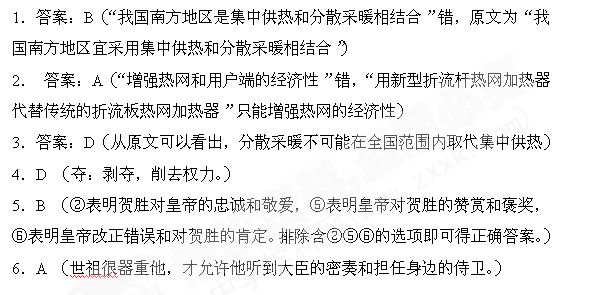 1. 答案：B（“我国南方地区是集中供热和分散采暖相结合”错，原文为“我
国南方地区宜采用集中供热和分散采暖相结合”）
2. 答案：A（“增强热网和用户端的经济性”错，“用新型折流杆热网加热器
代替传统的折流板热网加热器”只能增强热网的经济性）
3. 答案：D（从原文可以看出，分散采暖不可能在全国范围内取代集中供热）
4. D （夺：剥夺，削去权力。）
5. B （②表明贺胜对皇帝的忠诚和敬爱，⑤表明皇帝对贺胜的赞赏和褒奖，
⑥表明皇帝改正错误和对贺胜的肯定。排除含②⑤⑥的选项即可得正确答案。）
6. A （世祖很器重他，才允许他听到大臣的密奏和担任身边的侍卫。）